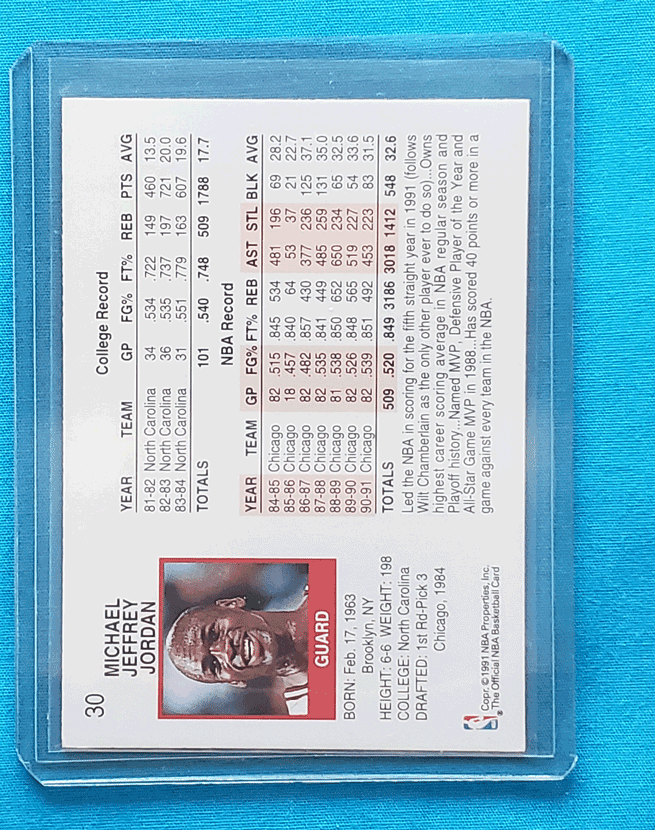 30
MICHAEL
JEFFREY
JORDAN
GUARD
BORN: Feb. 17, 1963
Brooklyn, NY
HEIGHT: 6-6 WEIGHT: 198
COLLEGE: North Carolina
DRAFTED: 1st Rd-Pick 3
Chicago, 1984
Copr. © 1991 NBA Properties, Inc.
® The Official NBA Basketball Card
College Record
YEAR TEAM GP FG% FT% REB PTS AVG
81-82 North Carolina 34 .534 .722 149 460 13.5
82-83 North Carolina 36 .535 .737 197 721 20.0
83-84 North Carolina 31 .551 .779 163 607 19.6
TOTALS 101 .540 .748 509 1788 17.7
NBA Record
YEAR TEAM GP FG% FT% REB AST STL BLK AVG
84-85 Chicago 82 .515 .845 534 481 196 69 28.2
85-86 Chicago 18 .457 .840 64 53 37 21 22.7
86-87 Chicago 82 .482 .857 430 377 236 125 37.1
87-88 Chicago 82 .535 .841 449 485 259 131 35.0
88-89 Chicago 81 .538 .850 652 650 234 65 32.5
89-90 Chicago 82 .526 .848 565 519 227 54 33.6
90-91 Chicago 82 .539 .851 492 453 223 83 31.5
TOTALS 509 .520 .849 3186 3018 1412 548 32.6
Led the NBA in scoring for the fifth straight year in 1991 (follows
Wilt Chamberlain as the only other player ever to do so)...Owns
highest career scoring average in NBA regular season and
Playoff history...Named MVP, Defensive Player of the Year and
All-Star Game MVP in 1988...Has scored 40 points or more in a
game against every team in the NBA.